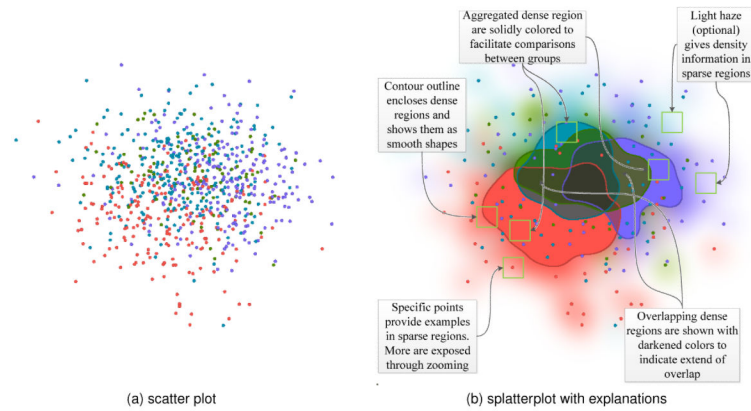 Aggregated dense region
are solidly colored to
facilitate comparisons
between groups
Light haze
(optional)
gives density
information in
sparse regions
Contour outline
encloses dense
regions and
shows them as
smooth shapes
Specific points
provide examples
in sparse regions.
More are exposed
through zooming
Overlapping dense
regions are shown with
darkened colors to
indicate extend of
overlap
(a) scatter plot
(b) splatterplot with explanations